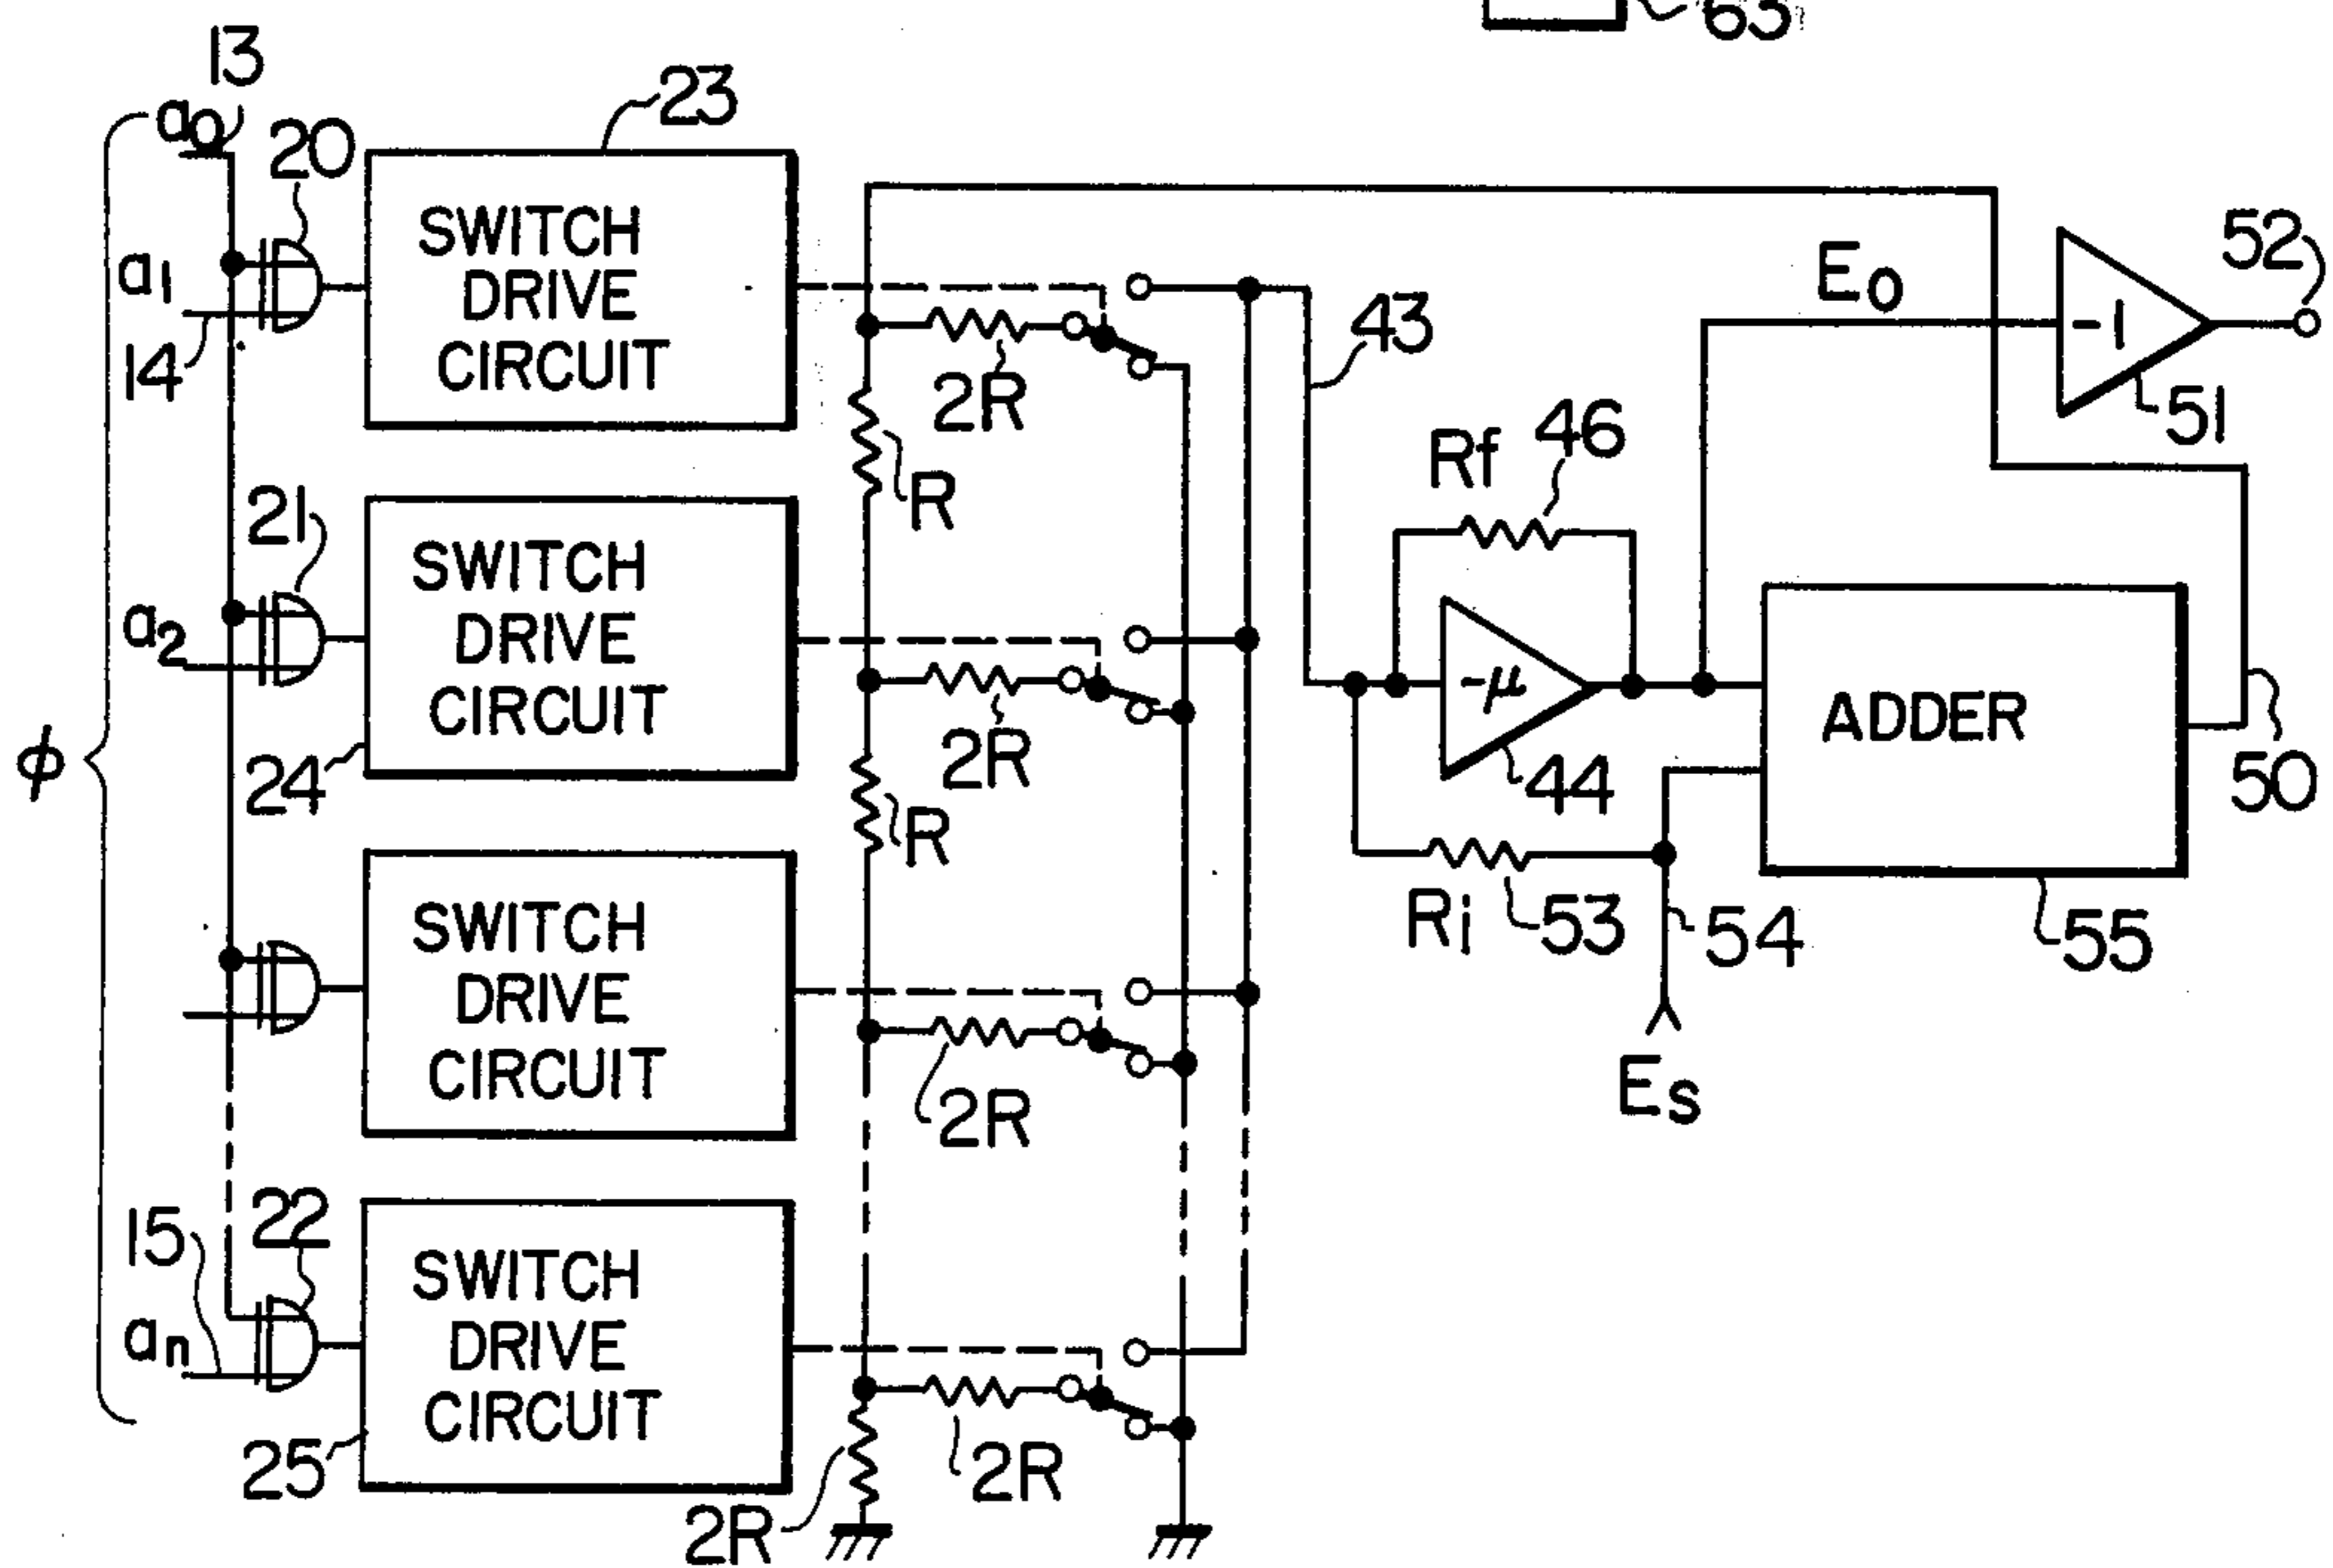 63
13
a0
20
23
SWITCH
DRIVE
CIRCUIT
a1
14
2R
R
43
E0
-1
52
51
Rf
46
21
a2
SWITCH
DRIVE
CIRCUIT
24
2R
R
-μ
44
ADDER
50
φ
Ri
53
54
55
Es
SWITCH
DRIVE
CIRCUIT
2R
15
22
an
SWITCH
DRIVE
CIRCUIT
25
2R
2R